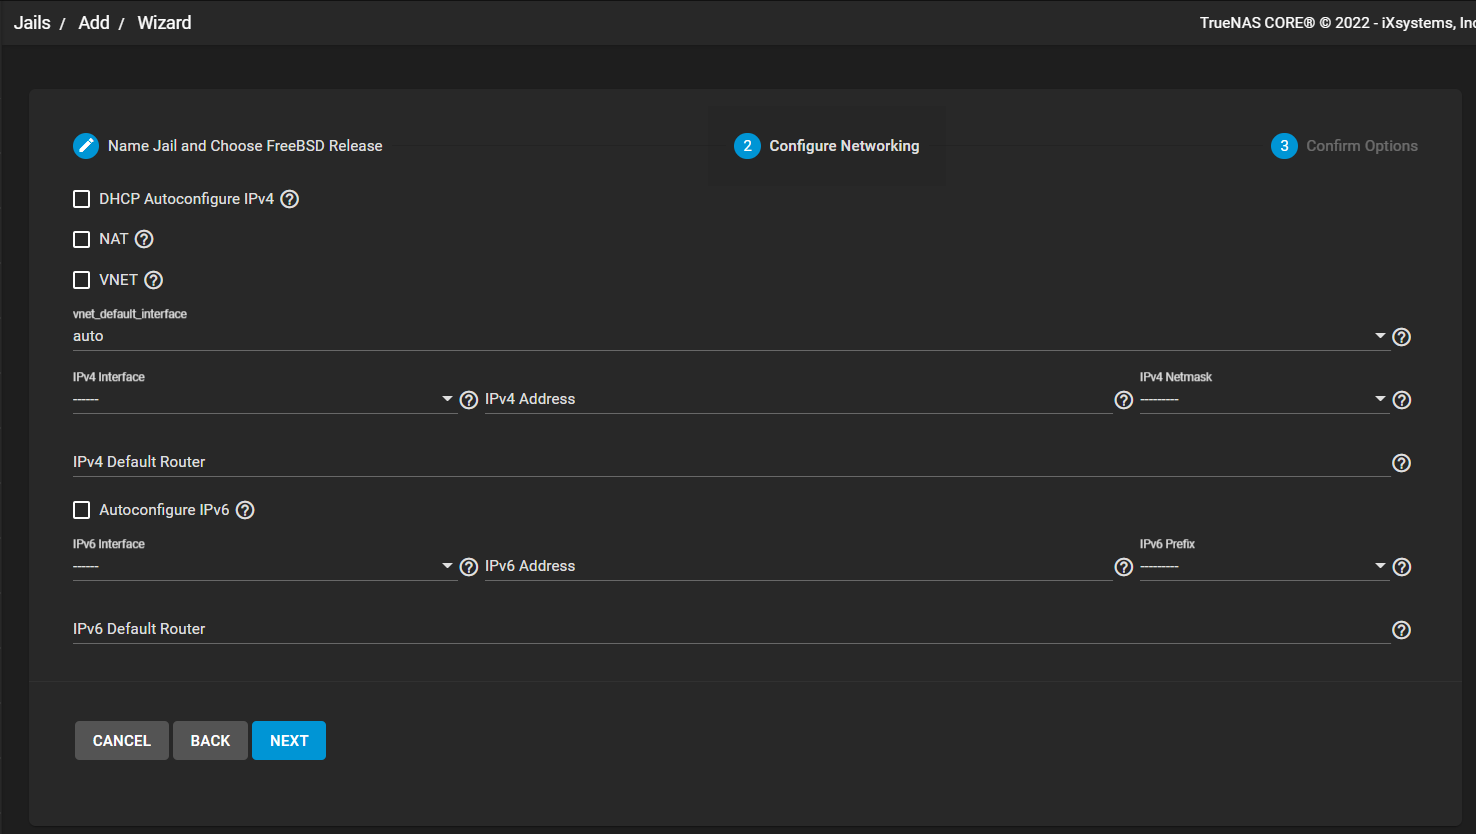 Jails / Add / Wizard
TrueNAS CORE® © 2022 - iXsystems, Inc
Name Jail and Choose FreeBSD Release
2 Configure Networking
3 Confirm Options
DHCP Autoconfigure IPv4 ?
NAT ?
VNET ?
vnet_default_interface
auto ?
IPv4 Interface
------ ?
IPv4 Address ?
IPv4 Netmask
--------- ?
IPv4 Default Router ?
Autoconfigure IPv6 ?
IPv6 Interface
------ ?
IPv6 Address ?
IPv6 Prefix
--------- ?
IPv6 Default Router ?
CANCEL BACK NEXT